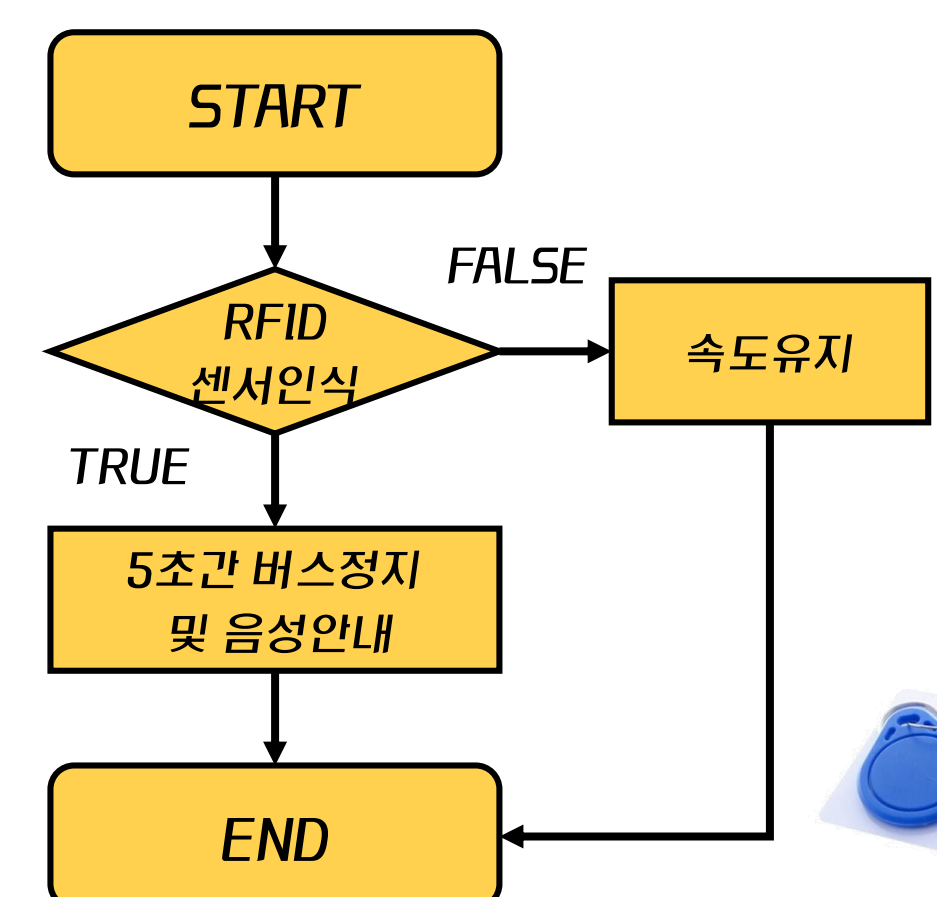 START
FALSE
RFID
센서인식
속도유지
TRUE
5초간 버스정지
및 음성안내
END